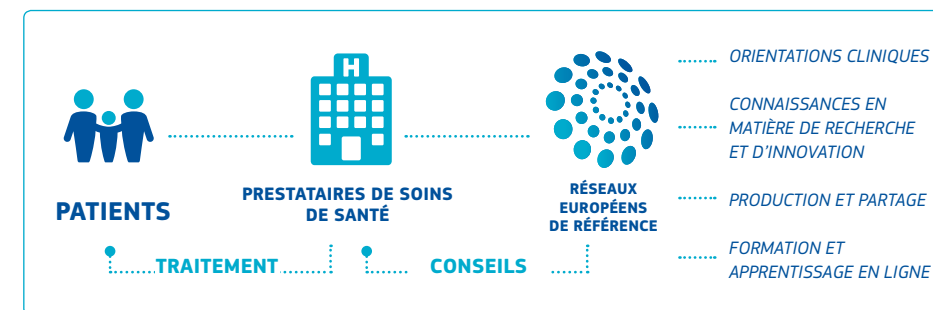 H
PATIENTS
PRESTATAIRES DE SOINS
DE SANTÉ
RÉSEAUX
EUROPÉENS
DE RÉFÉRENCE
TRAITEMENT
CONSEILS
ORIENTATIONS CLINIQUES
CONNAISSANCES EN
MATIÈRE DE RECHERCHE
ET D'INNOVATION
PRODUCTION ET PARTAGE
FORMATION ET
APPRENTISSAGE EN LIGNE